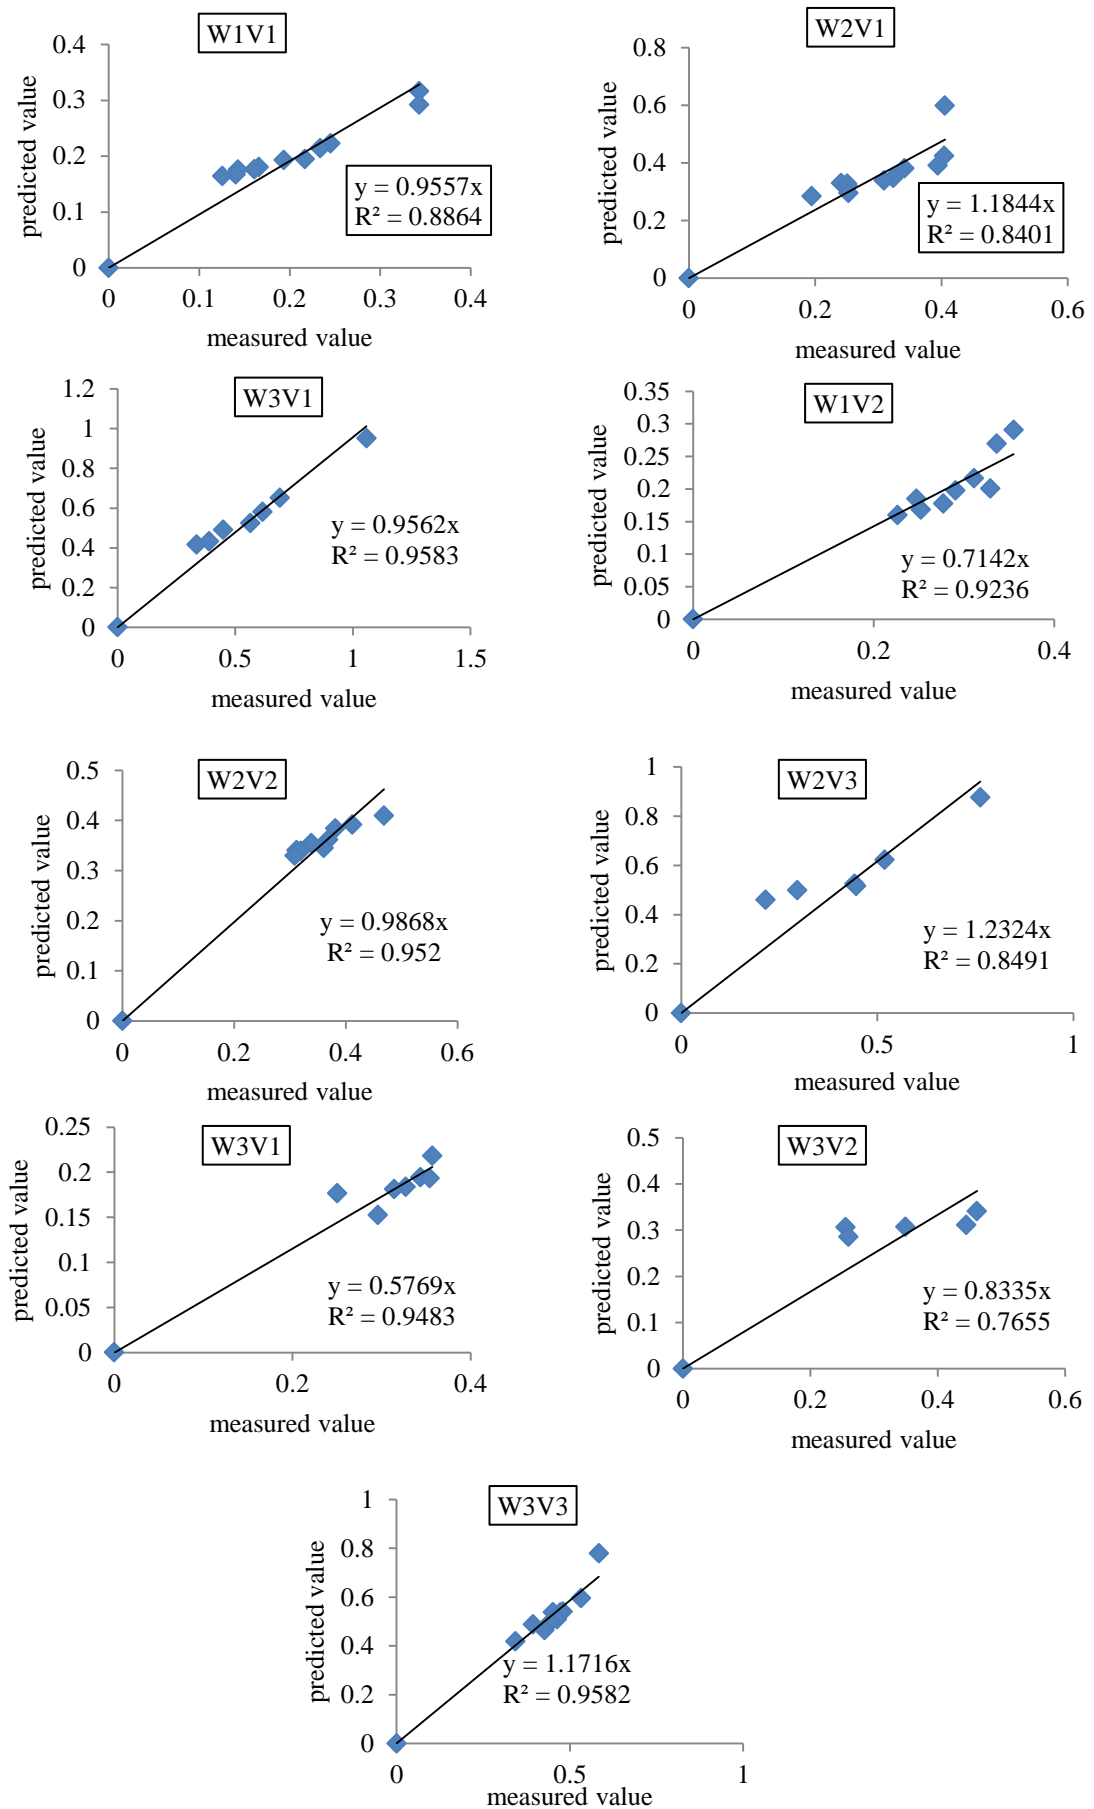 W1V1
0.4
0.3
0.2
0.1
0
predicted value
y = 0.9557x
R² = 0.8864
0 0.1 0.2 0.3 0.4
measured value
W2V1
0.8
0.6
0.4
0.2
0
predicted value
y = 1.1844x
R² = 0.8401
0 0.2 0.4 0.6
measured value
W3V1
1.2
1
0.8
0.6
0.4
0.2
0
predicted value
y = 0.9562x
R² = 0.9583
0 0.5 1 1.5
measured value
W1V2
0.35
0.3
0.25
0.2
0.15
0.1
0.05
0
predicted value
y = 0.7142x
R² = 0.9236
0 0.2 0.4
measured value
W2V2
0.5
0.4
0.3
0.2
0.1
0
predicted value
y = 0.9868x
R² = 0.952
0 0.2 0.4 0.6
measured value
W2V3
1
0.8
0.6
0.4
0.2
0
predicted value
y = 1.2324x
R² = 0.8491
0 0.5 1
measured value
W3V1
0.25
0.2
0.15
0.1
0.05
0
predicted value
y = 0.5769x
R² = 0.9483
0 0.2 0.4
measured value
W3V2
0.5
0.4
0.3
0.2
0.1
0
predicted value
y = 0.8335x
R² = 0.7655
0 0.2 0.4 0.6
measured value
W3V3
1
0.8
0.6
0.4
0.2
0
predicted value
y = 1.1716x
R² = 0.9582
0 0.5 1
measured value